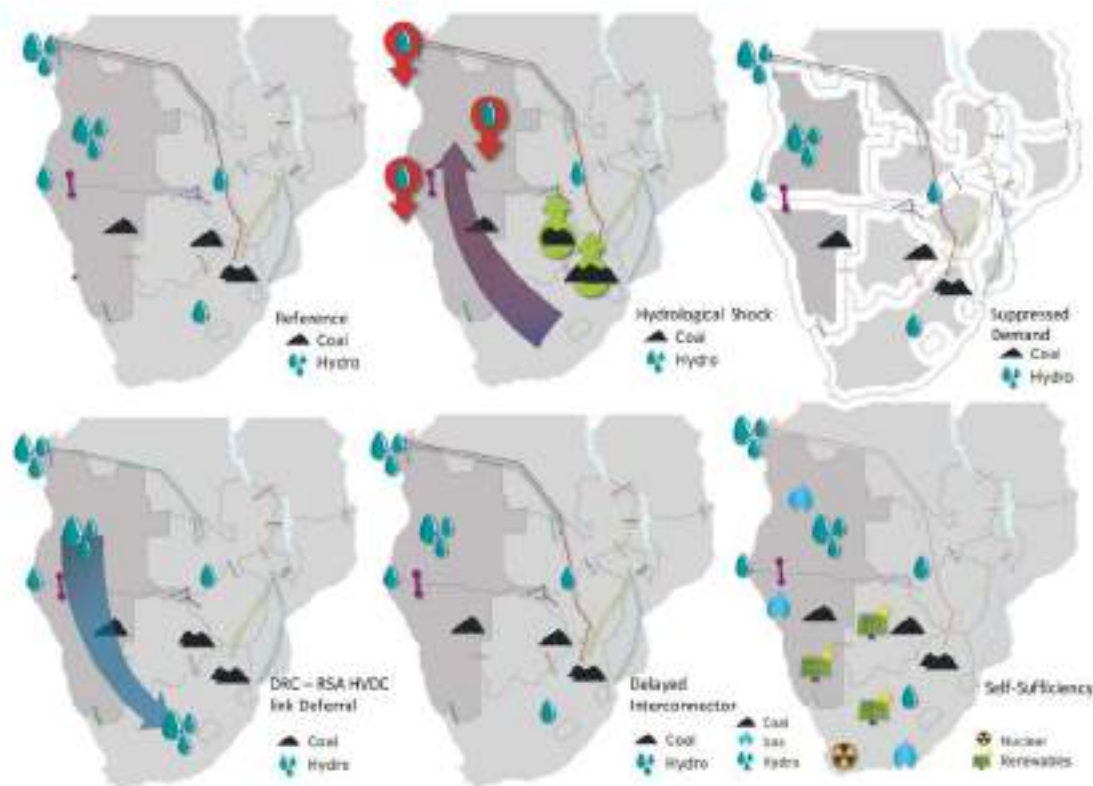 Reference
Coal
Hydro
Hydrological Shock
Coal
Hydro
Suppressed
Demand
Coal
Hydro
DRC – RSA HVDC
link Deferral
Coal
Hydro
Delayed
Interconnector
Coal
Hydro
Self-Sufficiency
Coal
Gas
Hydro
Nuclear
Renewables